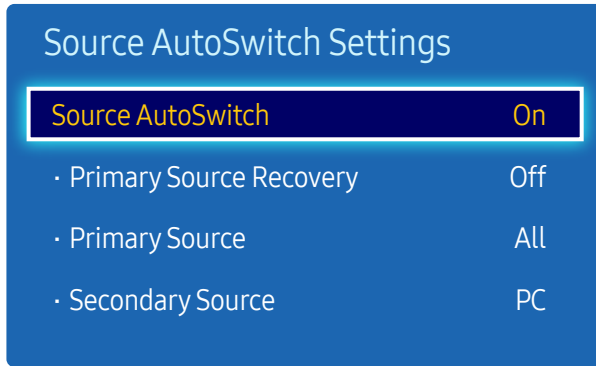 Source AutoSwitch Settings
Source AutoSwitch On
· Primary Source Recovery Off
· Primary Source All
· Secondary Source PC